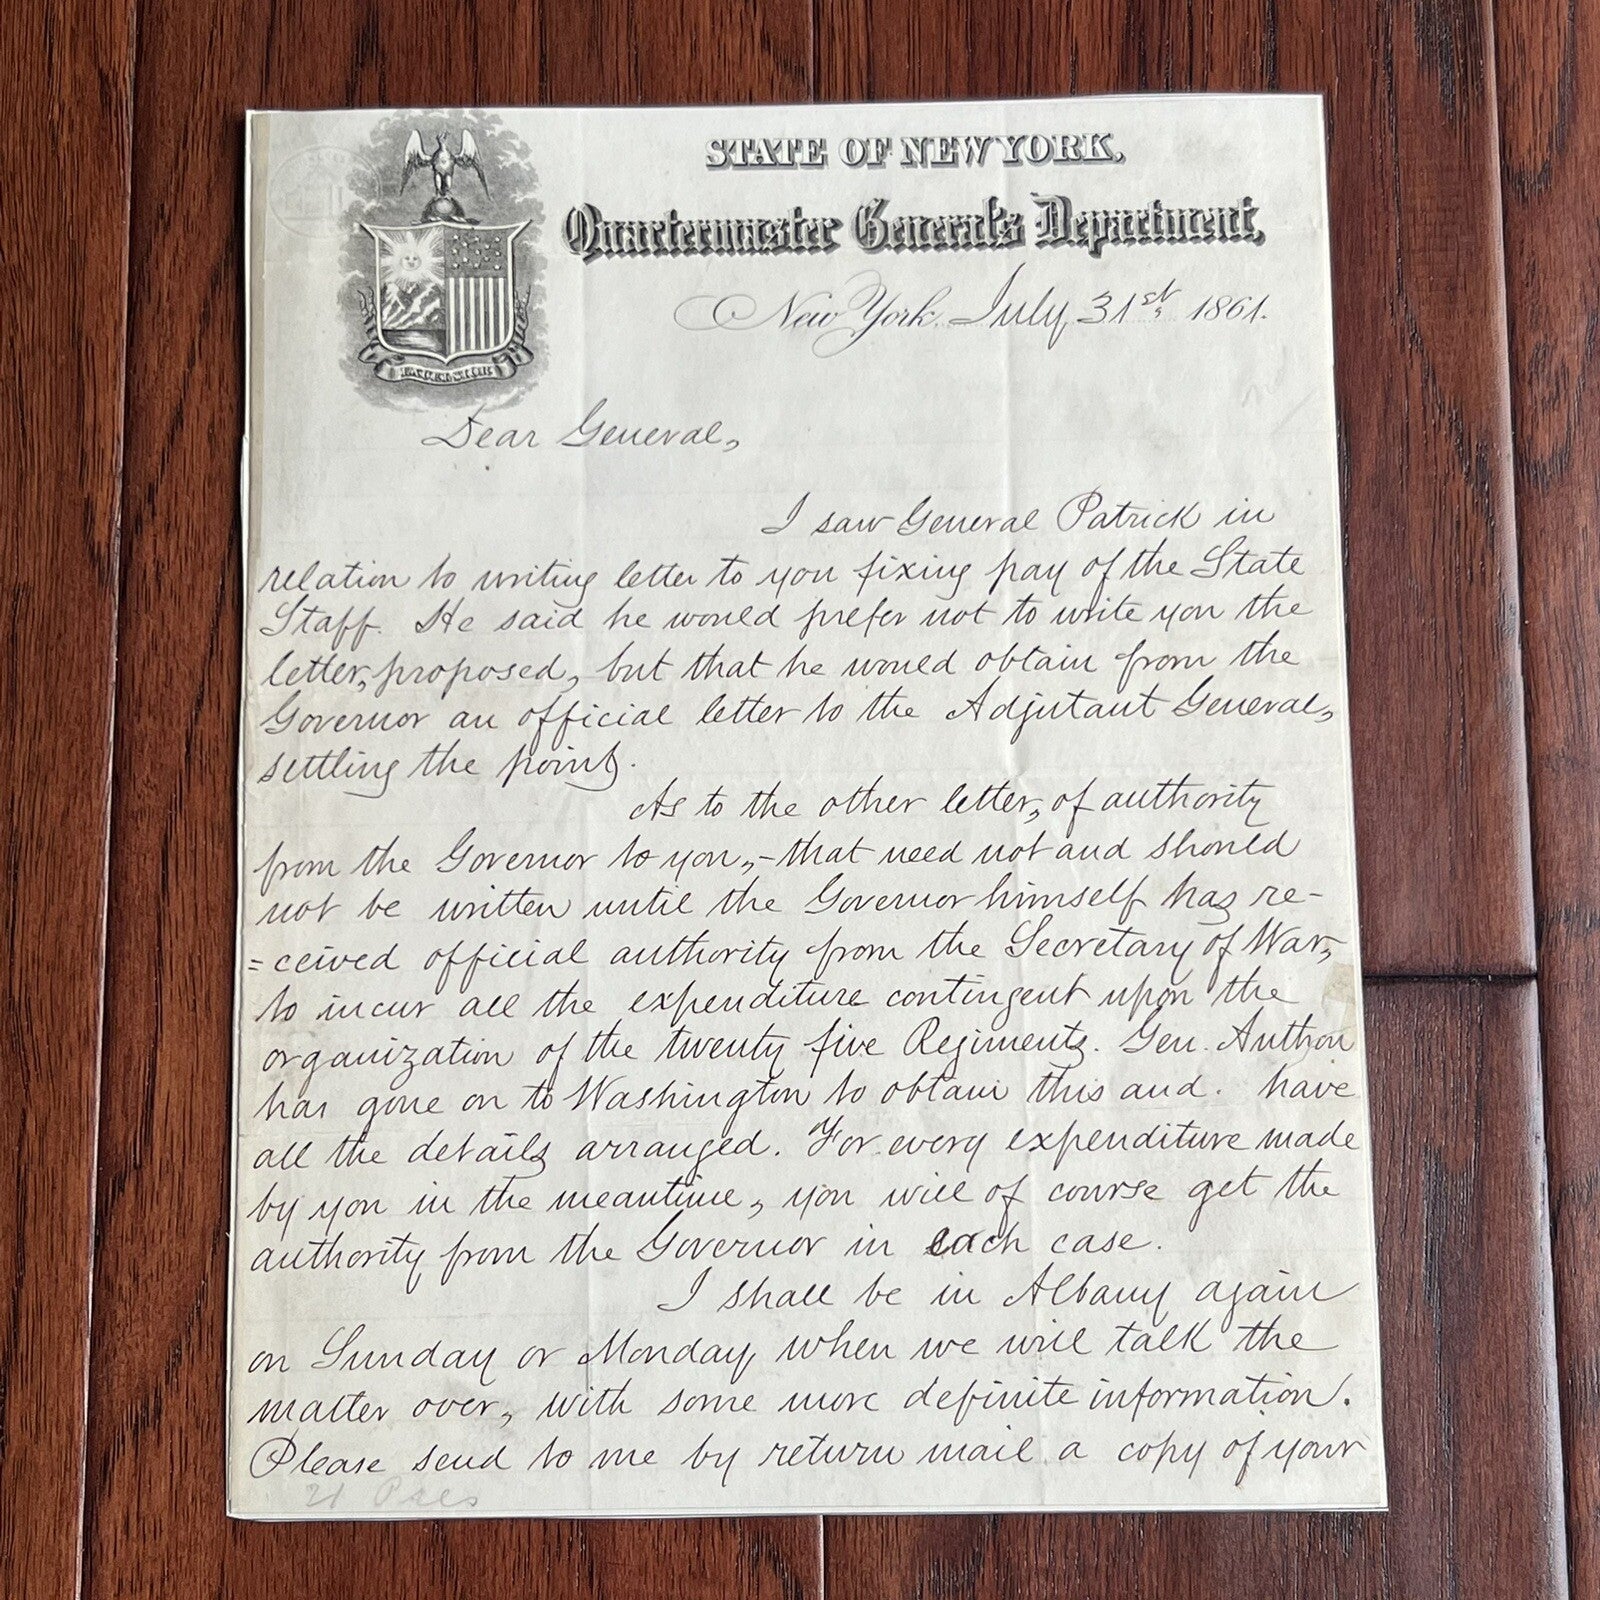 STATE OF NEW YORK.
Quartermaster General's Department,
New York, July 31st, 1861.
Dear General,
I saw General Patrick in
relation to writing letter to you fixing pay of the State
Staff. He said he would prefer not to write you the
letter, proposed, but that he would obtain from the
Governor an official letter to the Adjutant General,
settling the point.
As to the other letter, of authority
from the Governor to you, - that need not and should
not be written until the Governor himself has re-
=ceived official authority from the Secretary of War,
to incur all the expenditure contingent upon the
organization of the twenty five Regiments. Gen. Anthon
has gone on to Washington to obtain this and. have
all the details arranged. For every expenditure made
by you in the meantime, you will of course get the
authority from the Governor in each case.
I shall be in Albany again
on Sunday or Monday, when we will talk the
matter over, with some more definite information.
Please send to me by return mail a copy of your
21